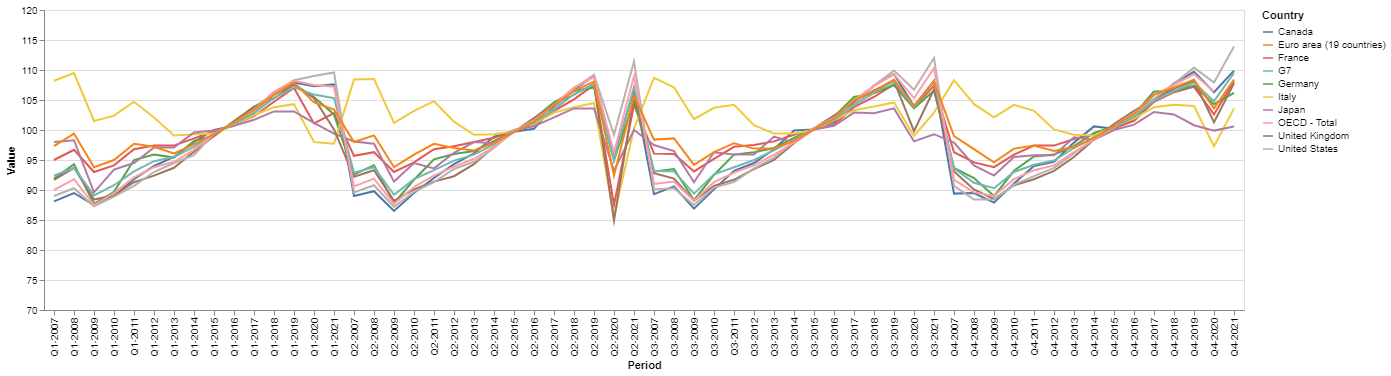 120
115
110
105
100
95
90
85
80
75
70
Value
Q1-2007
Q1-2008
Q1-2009
Q1-2010
Q1-2011
Q1-2012
Q1-2013
Q1-2014
Q1-2015
Q1-2016
Q1-2017
Q1-2018
Q1-2019
Q1-2020
Q1-2021
Q2-2007
Q2-2008
Q2-2009
Q2-2010
Q2-2011
Q2-2012
Q2-2013
Q2-2014
Q2-2015
Q2-2016
Q2-2017
Q2-2018
Q2-2019
Q2-2020
Q2-2021
Q3-2007
Q3-2008
Q3-2009
Q3-2010
Q3-2011
Q3-2012
Q3-2013
Q3-2014
Q3-2015
Q3-2016
Q3-2017
Q3-2018
Q3-2019
Q3-2020
Q3-2021
Q4-2007
Q4-2008
Q4-2009
Q4-2010
Q4-2011
Q4-2012
Q4-2013
Q4-2014
Q4-2015
Q4-2016
Q4-2017
Q4-2018
Q4-2019
Q4-2020
Q4-2021
Period
Country
Canada
Euro area (19 countries)
France
G7
Germany
Italy
Japan
OECD - Total
United Kingdom
United States